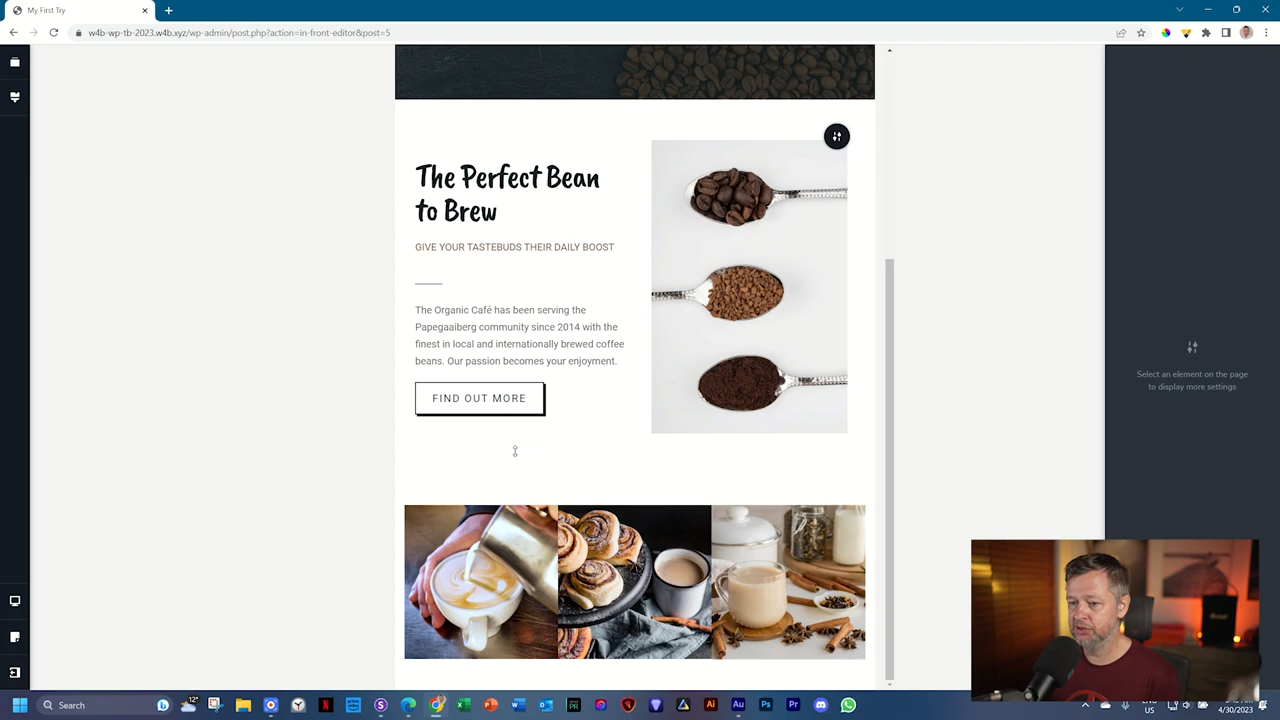 My First Try
w4b-wp-tb-2023.w4b.xyz/wp-admin/post.php?action=in-front-editor&post=5
The Perfect Bean
to Brew
GIVE YOUR TASTEBUDS THEIR DAILY BOOST
The Organic Café has been serving the
Papegaaiberg community since 2014 with the
finest in local and internationally brewed coffee
beans. Our passion becomes your enjoyment.
FIND OUT MORE
Select an element on the page
to display more settings
Search
12°
US
4/30/2023